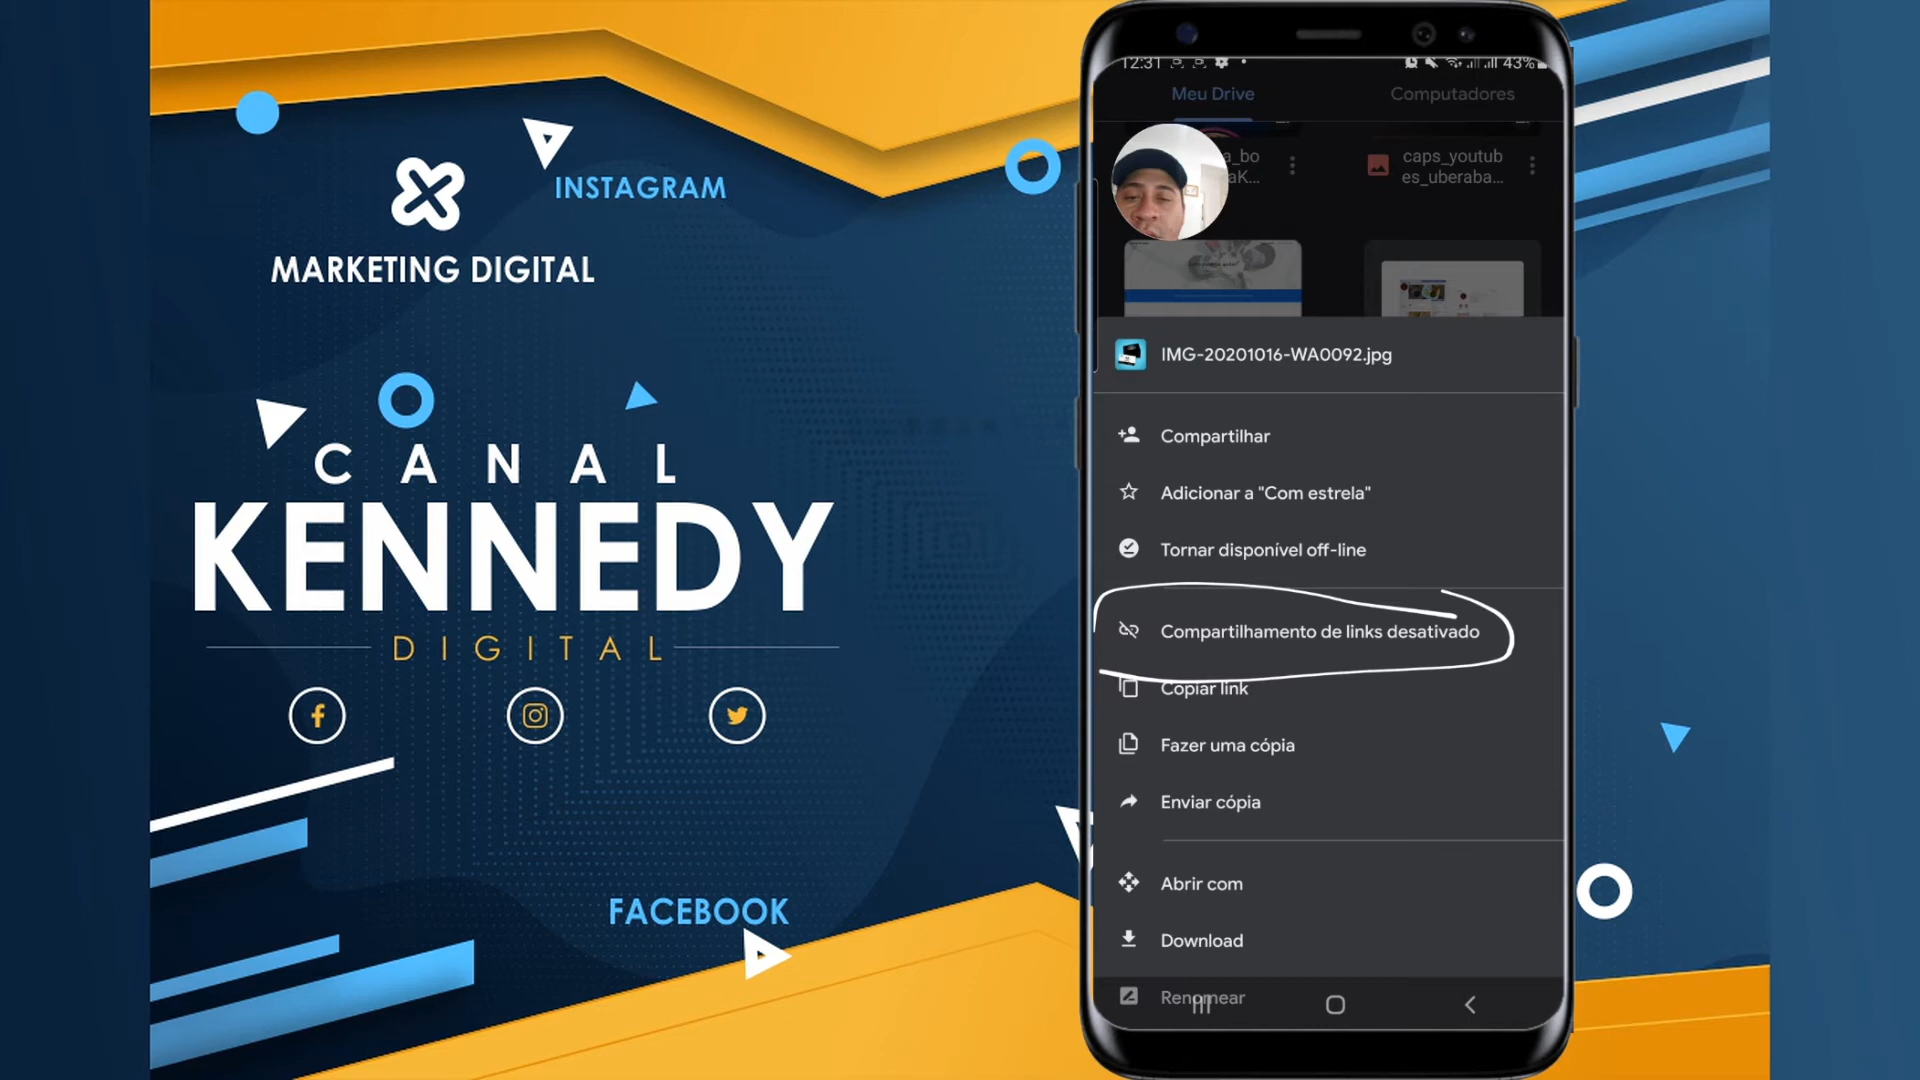 INSTAGRAM
MARKETING DIGITAL
CANAL
KENNEDY
DIGITAL
FACEBOOK
12:31
43%
Meu Drive
Computadores
caps_youtub
es_uberaba...
IMG-20201016-WA0092.jpg
Compartilhar
Adicionar a "Com estrela"
Tornar disponível off-line
Compartilhamento de links desativado
Copiar link
Fazer uma cópia
Enviar cópia
Abrir com
Download
Renomear